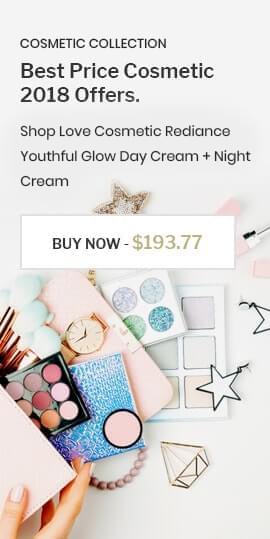 COSMETIC COLLECTION
Best Price Cosmetic
2018 Offers.
Shop Love Cosmetic Rediance
Youthful Glow Day Cream + Night
Cream
BUY NOW - $193.77